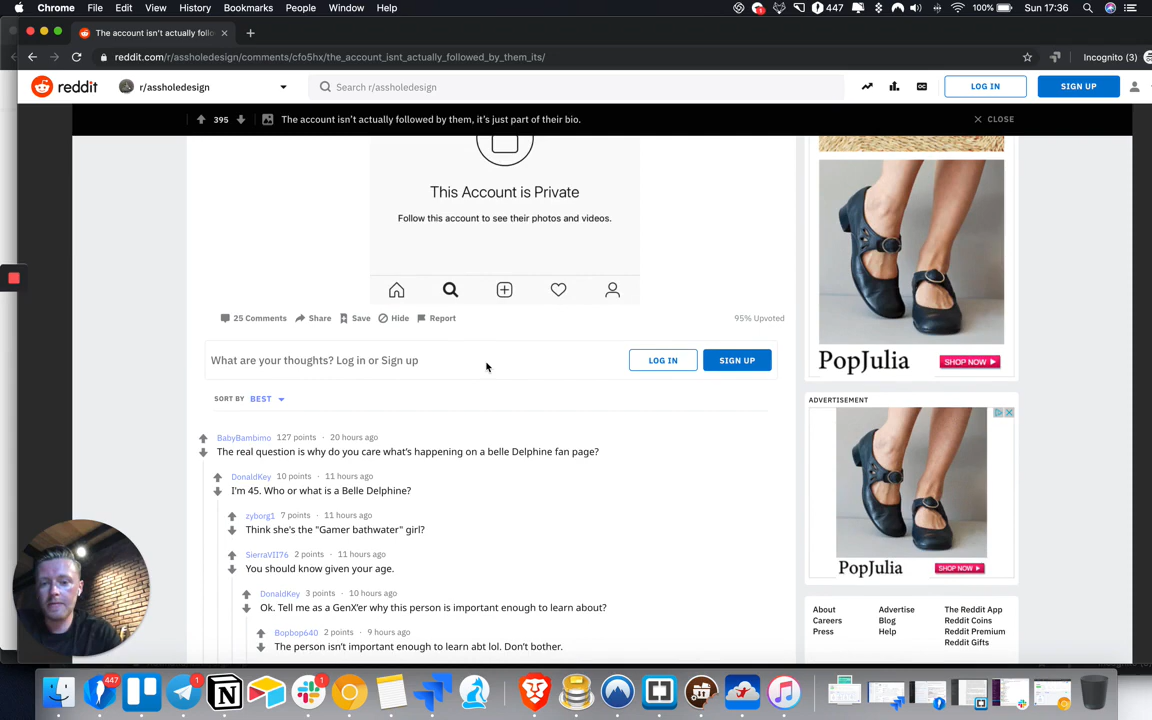 Chrome File Edit View History Bookmarks People Window Help 447 100% Sun 17:36
The account isn't actually follo
reddit.com/r/assholedesign/comments/cfo5hx/the_account_isnt_actually_followed_by_them_its/ Incognito (3)
reddit r/assholedesign Search r/assholedesign LOG IN SIGN UP
395 The account isn't actually followed by them, it's just part of their bio. CLOSE
This Account is Private
Follow this account to see their photos and videos.
25 Comments Share Save Hide Report 95% Upvoted
What are your thoughts? Log in or Sign up LOG IN SIGN UP
SORT BY BEST
BabyBambimo 127 points · 20 hours ago
The real question is why do you care what's happening on a belle Delphine fan page?
DonaldKey 10 points · 11 hours ago
I'm 45. Who or what is a Belle Delphine?
zyborg1 7 points · 11 hours ago
Think she's the "Gamer bathwater" girl?
SierraVII76 2 points · 11 hours ago
You should know given your age.
DonaldKey 3 points · 10 hours ago
Ok. Tell me as a GenX'er why this person is important enough to learn about?
Bopbop640 2 points · 9 hours ago
The person isn't important enough to learn abt lol. Don't bother.
PopJulia SHOP NOW
ADVERTISEMENT
PopJulia SHOP NOW
About Advertise The Reddit App
Careers Blog Reddit Coins
Press Help Reddit Premium
Reddit Gifts
447 1 1